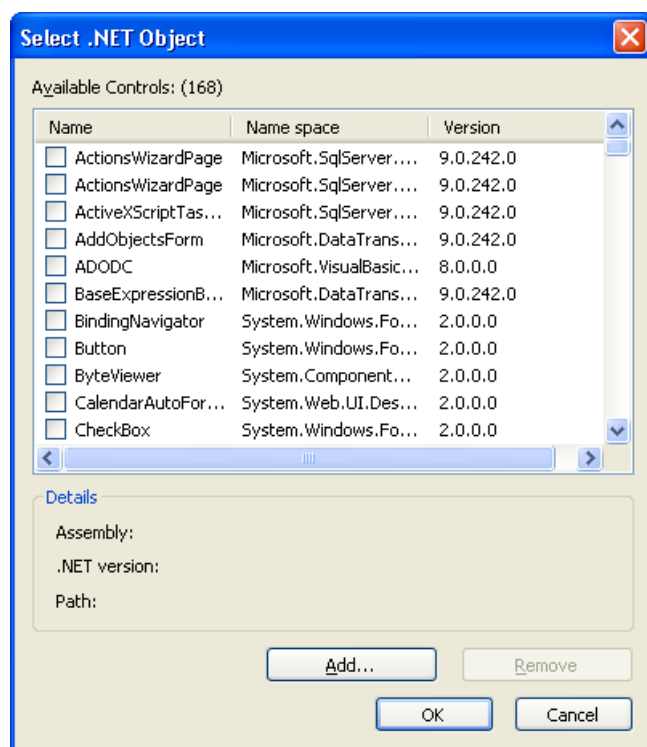 Select .NET Object
Available Controls: (168)
Name Name space Version
ActionsWizardPage Microsoft.SqlServer.... 9.0.242.0
ActionsWizardPage Microsoft.SqlServer.... 9.0.242.0
ActiveXScriptTas... Microsoft.SqlServer.... 9.0.242.0
AddObjectsForm Microsoft.DataTrans... 9.0.242.0
ADODC Microsoft.VisualBasic... 8.0.0.0
BaseExpressionB... Microsoft.DataTrans... 9.0.242.0
BindingNavigator System.Windows.Fo... 2.0.0.0
Button System.Windows.Fo... 2.0.0.0
ByteViewer System.Component... 2.0.0.0
CalendarAutoFor... System.Web.UI.Des... 2.0.0.0
CheckBox System.Windows.Fo... 2.0.0.0
Details
Assembly:
.NET version:
Path:
Add... Remove
OK Cancel